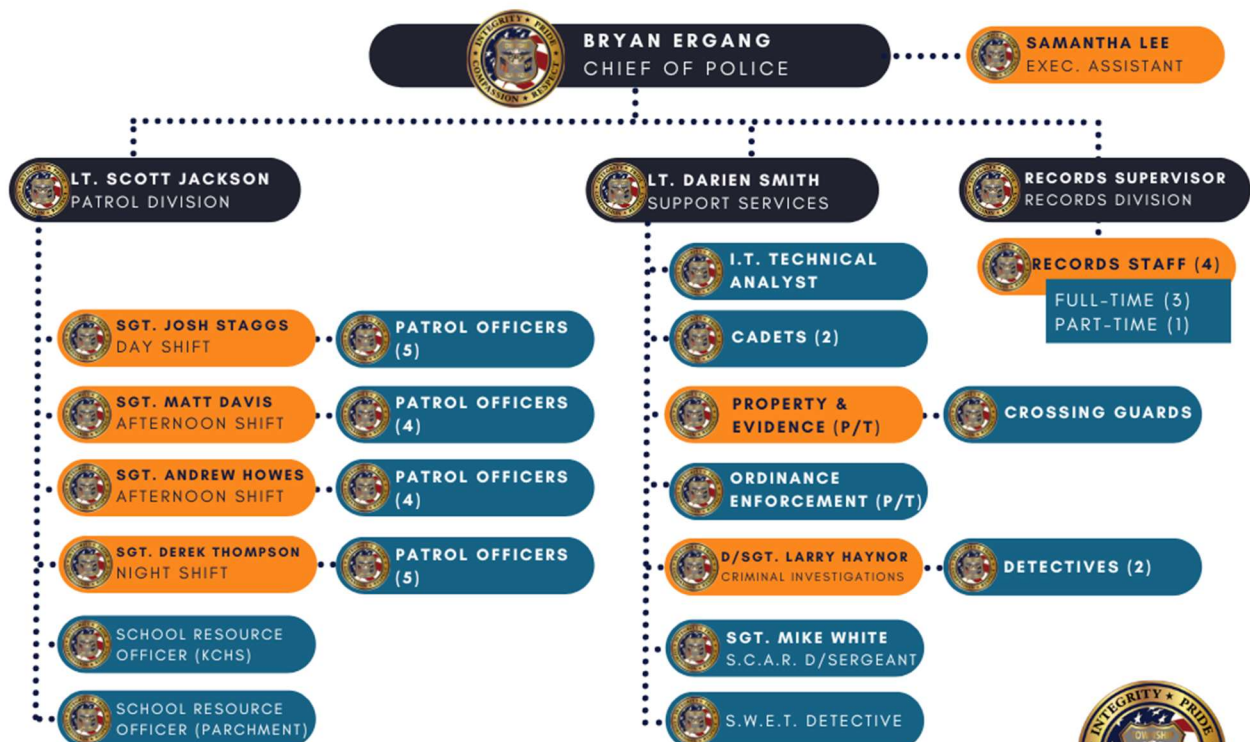 BRYAN ERGANG
CHIEF OF POLICE
SAMANTHA LEE
EXEC. ASSISTANT
LT. SCOTT JACKSON
PATROL DIVISION
LT. DARIEN SMITH
SUPPORT SERVICES
RECORDS SUPERVISOR
RECORDS DIVISION
RECORDS STAFF (4)
FULL-TIME (3)
PART-TIME (1)
SGT. JOSH STAGGS
DAY SHIFT
PATROL OFFICERS
(5)
SGT. MATT DAVIS
AFTERNOON SHIFT
PATROL OFFICERS
(4)
SGT. ANDREW HOWES
AFTERNOON SHIFT
PATROL OFFICERS
(4)
SGT. DEREK THOMPSON
NIGHT SHIFT
PATROL OFFICERS
(5)
SCHOOL RESOURCE
OFFICER (KCHS)
SCHOOL RESOURCE
OFFICER (PARCHMENT)
I.T. TECHNICAL
ANALYST
CADETS (2)
PROPERTY &
EVIDENCE (P/T)
CROSSING GUARDS
ORDINANCE
ENFORCEMENT (P/T)
D/SGT. LARRY HAYNOR
CRIMINAL INVESTIGATIONS
DETECTIVES (2)
SGT. MIKE WHITE
S.C.A.R. D/SERGEANT
S.W.E.T. DETECTIVE
INTEGRITY ★ PRIDE
COMPASSION ★ RESPECT
INTEGRITY ★ PRIDE